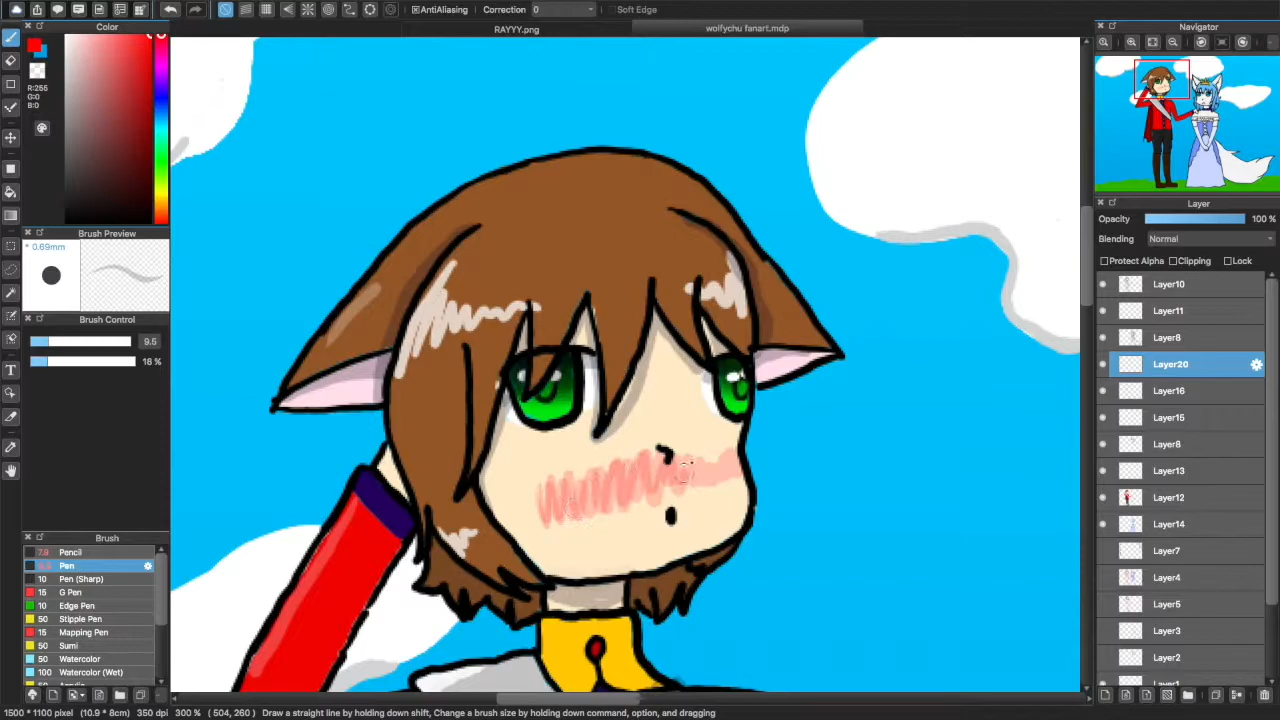 AntiAliasing Correction 0 Soft Edge
RAYYY.png
wolfychu fanart.mdp
Color
R:255
G:0
B:0
Brush Preview
* 0.69mm
Brush Control
9.5
16 %
Brush
7.9 Pencil
Pen
10 Pen (Sharp)
15 G Pen
10 Edge Pen
50 Stipple Pen
15 Mapping Pen
50 Sumi
50 Watercolor
100 Watercolor (Wet)
Navigator
Layer
Opacity 100 %
Blending Normal
Protect Alpha Clipping Lock
Layer10
Layer11
Layer8
Layer20
Layer16
Layer15
Layer8
Layer13
Layer12
Layer14
Layer7
Layer4
Layer5
Layer3
Layer2
Layer1
1500 * 1100 pixel (10.9 * 8cm) 350 dpi 300 % ( 504, 260 ) Draw a straight line by holding down shift, Change a brush size by holding down command, option, and dragging